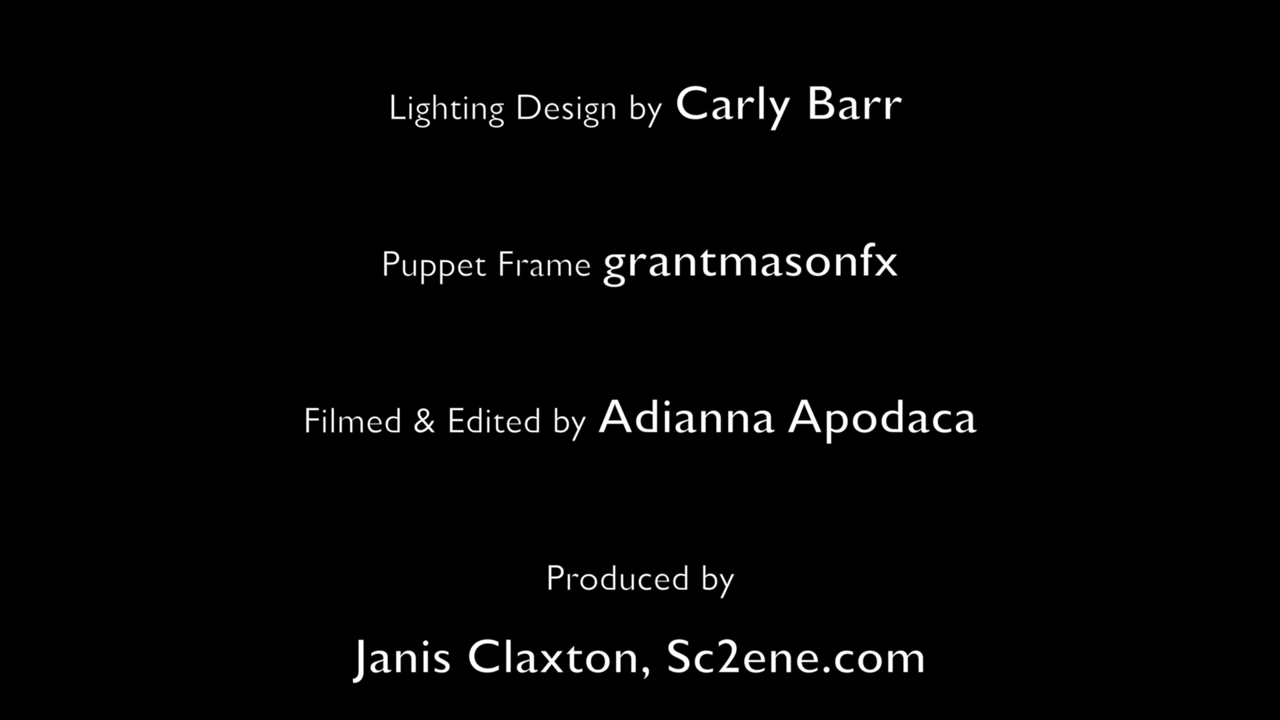 Lighting Design by Carly Barr
Puppet Frame grantmasonfx
Filmed & Edited by Adianna Apodaca
Produced by
Janis Claxton, Sc2ene.com